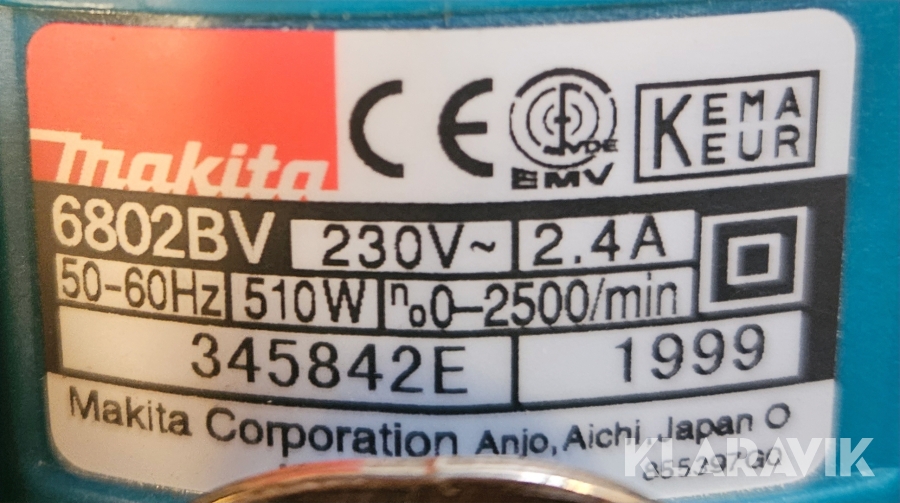 makita CE VDE EMV KEMA KEUR
6802BV 230V~ 2.4A
50-60Hz 510W n₀0-2500/min
345842E 1999
Makita Corporation Anjo, Aichi, Japan O
KLARAVIK